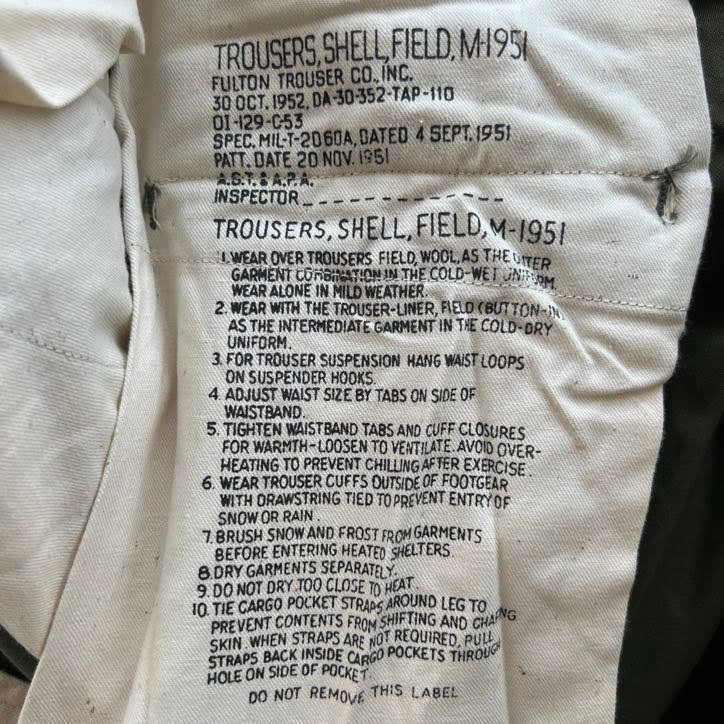 TROUSERS, SHELL, FIELD, M-1951
FULTON TROUSER CO., INC.
30 OCT. 1952, DA-30-352-TAP-110
01-129-C-53
SPEC. MIL-T-2060A, DATED 4 SEPT. 1951
PATT. DATE 20 NOV. 1951
A.S.T. & A.P.A.
INSPECTOR
TROUSERS, SHELL, FIELD, M-1951
1. WEAR OVER TROUSERS FIELD, WOOL, AS THE OUTER
GARMENT COMBINATION IN THE COLD-WET UNIFORM.
WEAR ALONE IN MILD WEATHER.
2. WEAR WITH THE TROUSER-LINER, FIELD (BUTTON-IN)
AS THE INTERMEDIATE GARMENT IN THE COLD-DRY
UNIFORM.
3. FOR TROUSER SUSPENSION HANG WAIST LOOPS
ON SUSPENDER HOOKS.
4. ADJUST WAIST SIZE BY TABS ON SIDE OF
WAISTBAND.
5. TIGHTEN WAISTBAND TABS AND CUFF CLOSURES
FOR WARMTH-LOOSEN TO VENTILATE. AVOID OVER-
HEATING TO PREVENT CHILLING AFTER EXERCISE.
6. WEAR TROUSER CUFFS OUTSIDE OF FOOTGEAR
WITH DRAWSTRING TIED TO PREVENT ENTRY OF
SNOW OR RAIN.
7. BRUSH SNOW AND FROST FROM GARMENTS
BEFORE ENTERING HEATED SHELTERS.
8. DRY GARMENTS SEPARATELY.
9. DO NOT DRY TOO CLOSE TO HEAT.
10. TIE CARGO POCKET STRAPS AROUND LEG TO
PREVENT CONTENTS FROM SHIFTING AND CHAFING
SKIN. WHEN STRAPS ARE NOT REQUIRED, PULL
STRAPS BACK INSIDE CARGO POCKETS THROUGH
HOLE ON SIDE OF POCKET.
DO NOT REMOVE THIS LABEL